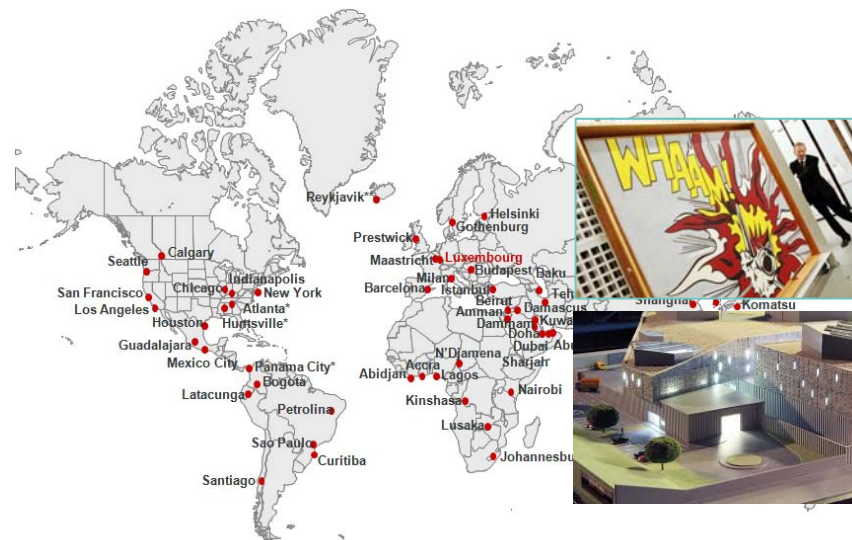 WHAAM!
Reykjavik**
Helsinki
Gothenburg
Prestwick
Calgary
Luxembourg
Maastricht
Seattle
Budapest
Milan
Baku
Indianapolis
Chicago
New York
Barcelona
Istanbul
San Francisco
Beirut
Damascus
Los Angeles
Atlanta*
Amman
Houston
Huntsville*
Dammam
Doha
Komatsu
Guadalajara
Dubai
N'Djamena
Mexico City
Sharjah
Accra
Panama City*
Abidjan
Lagos
Bogota
Nairobi
Latacunga
Kinshasa
Petrolina
Lusaka
Sao Paulo
Curitiba
Santiago